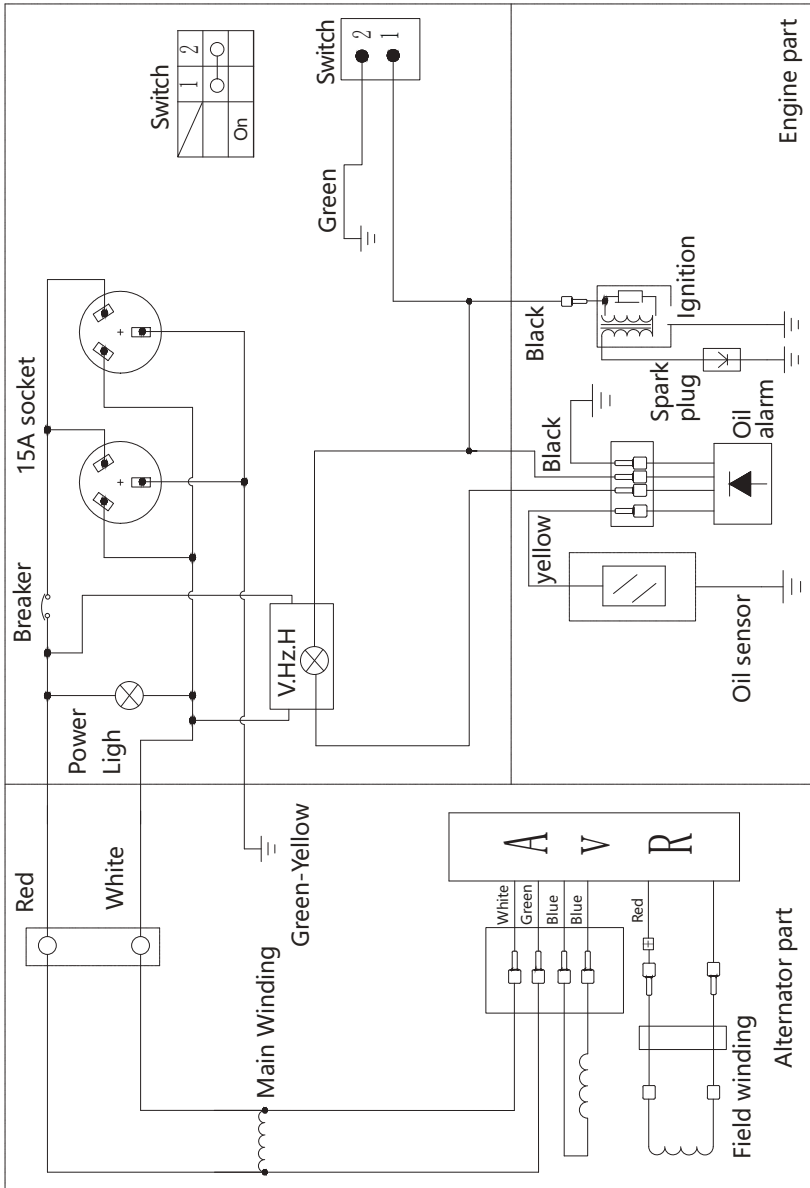 Switch
1 2
On
Switch
2
1
Green
15A socket
Breaker
Power
Ligh
V.Hz.H
Red
White
Green-Yellow
Main Winding
White
Green
Blue
Blue
Red
A v R
Field winding
Alternator part
Black
Black
yellow
Ignition
Spark
plug
Oil
alarm
Oil sensor
Engine part